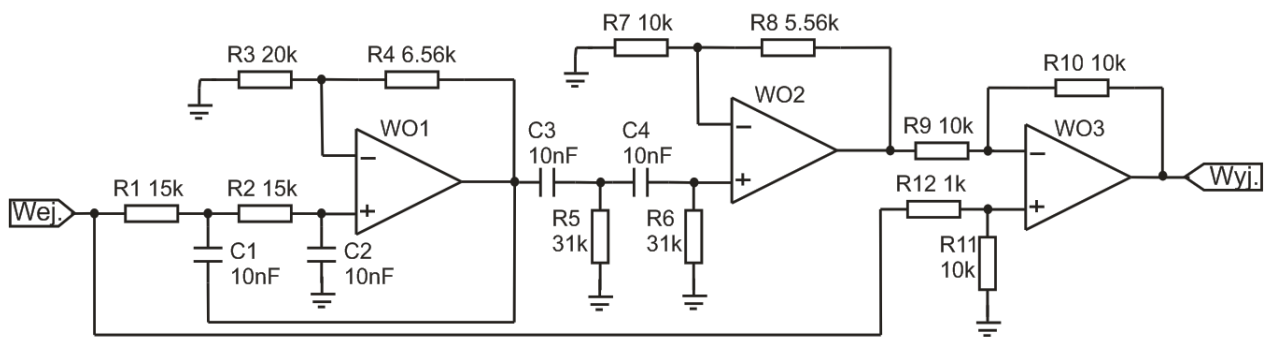 R7 10k
R8 5.56k
R3 20k
R4 6.56k
R10 10k
WO2
WO1
C3
10nF
C4
10nF
R9 10k
WO3
R1 15k
R2 15k
R12 1k
Wyj.
Wej.
R5
31k
R6
31k
C1
10nF
C2
10nF
R11
10k